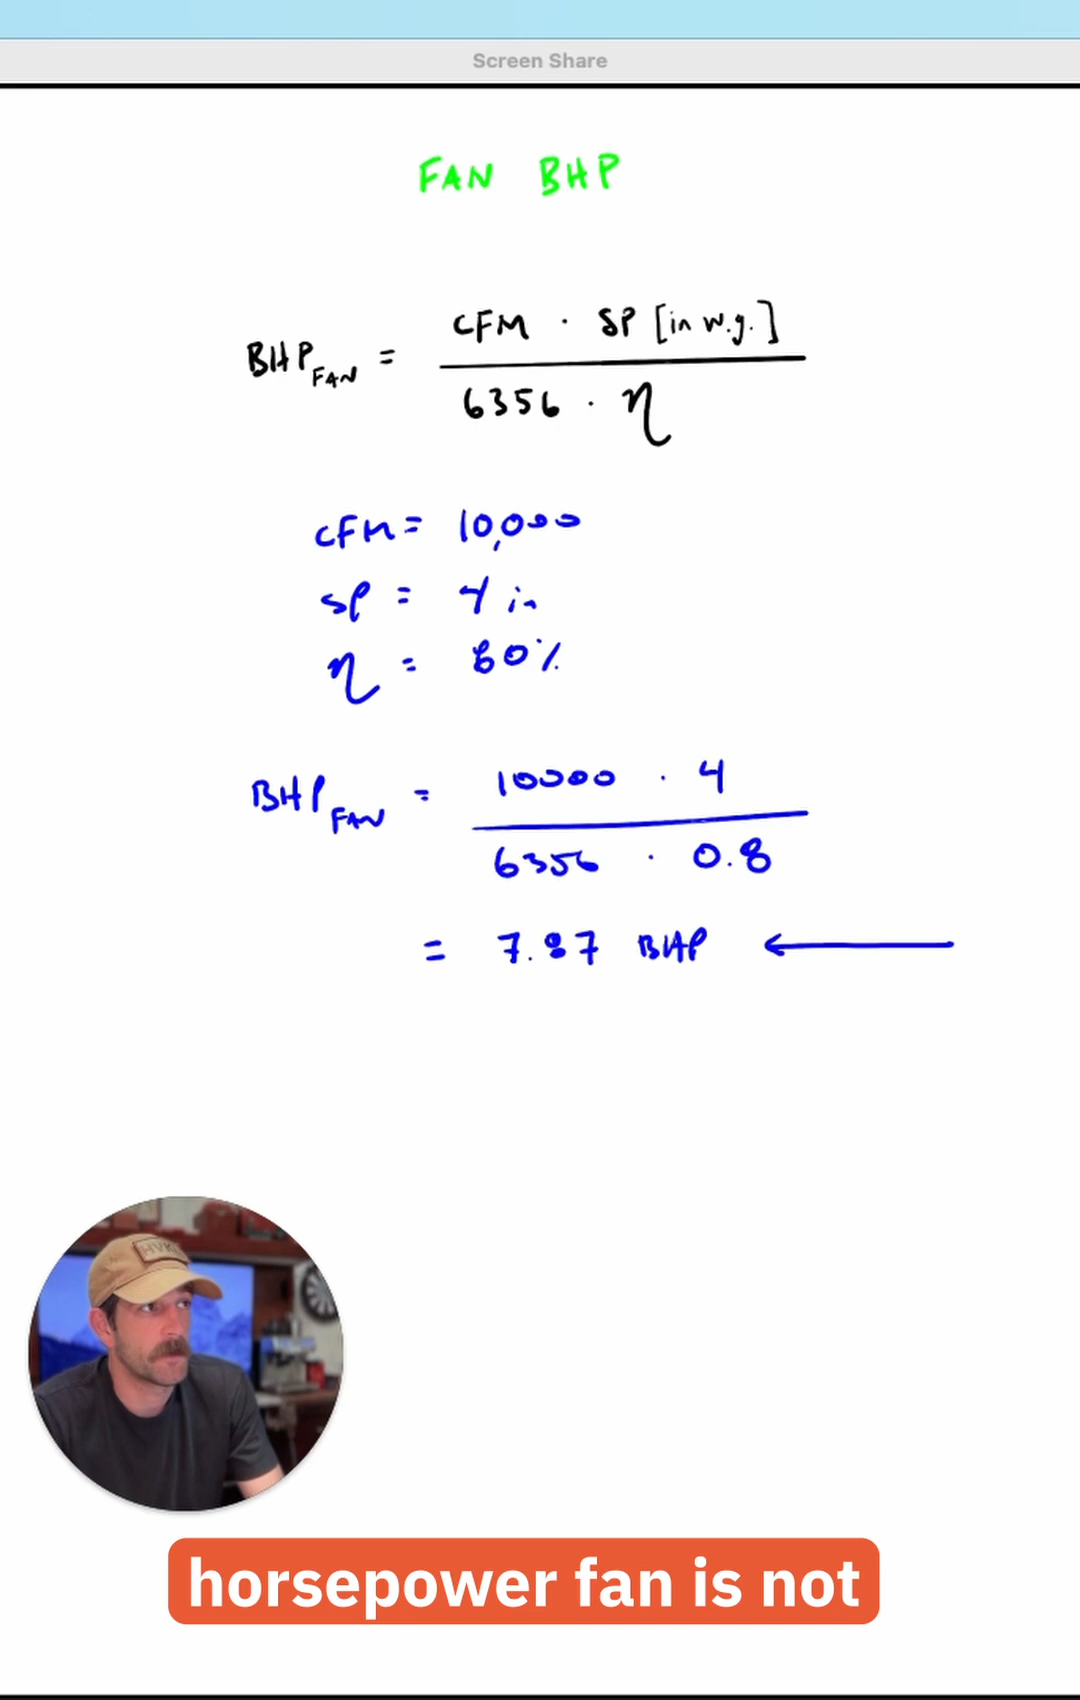 Screen Share
FAN BHP
BHP FAN = CFM · SP [in w.g.] / 6356 · η
CFM = 10,000
SP = 4 in
η = 80%
BHP FAN = 10000 · 4 / 6356 · 0.8
= 7.87 BHP ←
horsepower fan is not